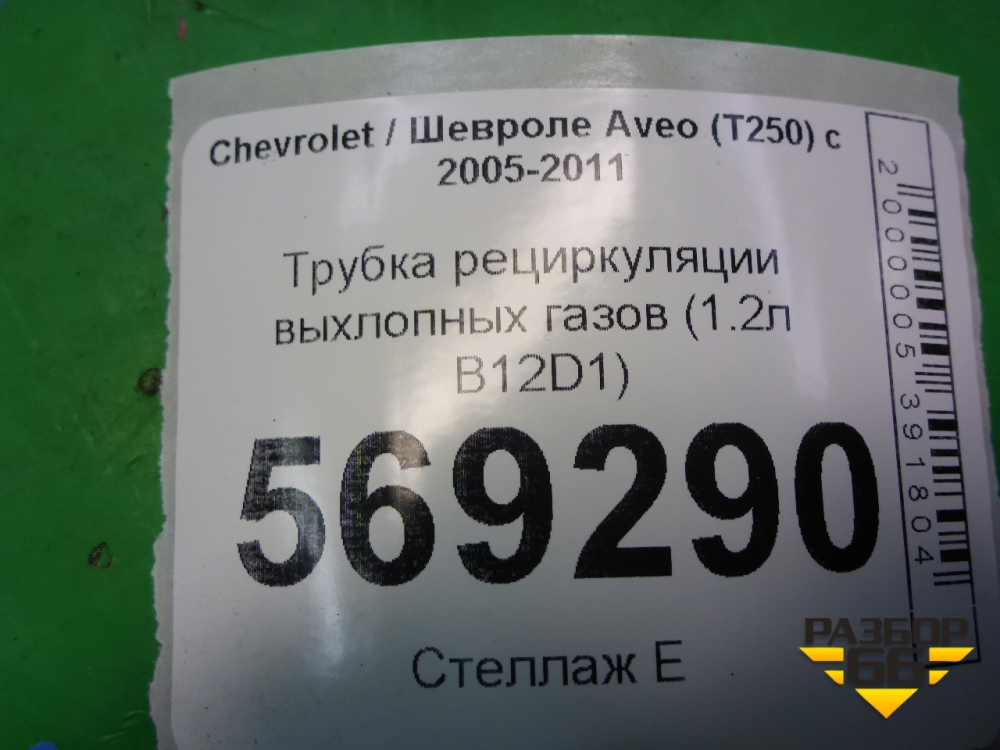 Chevrolet / Шевроле Aveo (T250) с
2005-2011
Трубка рециркуляции
выхлопных газов (1.2л
B12D1)
569290
Стеллаж Е
2000005391804
РАЗБОР
66